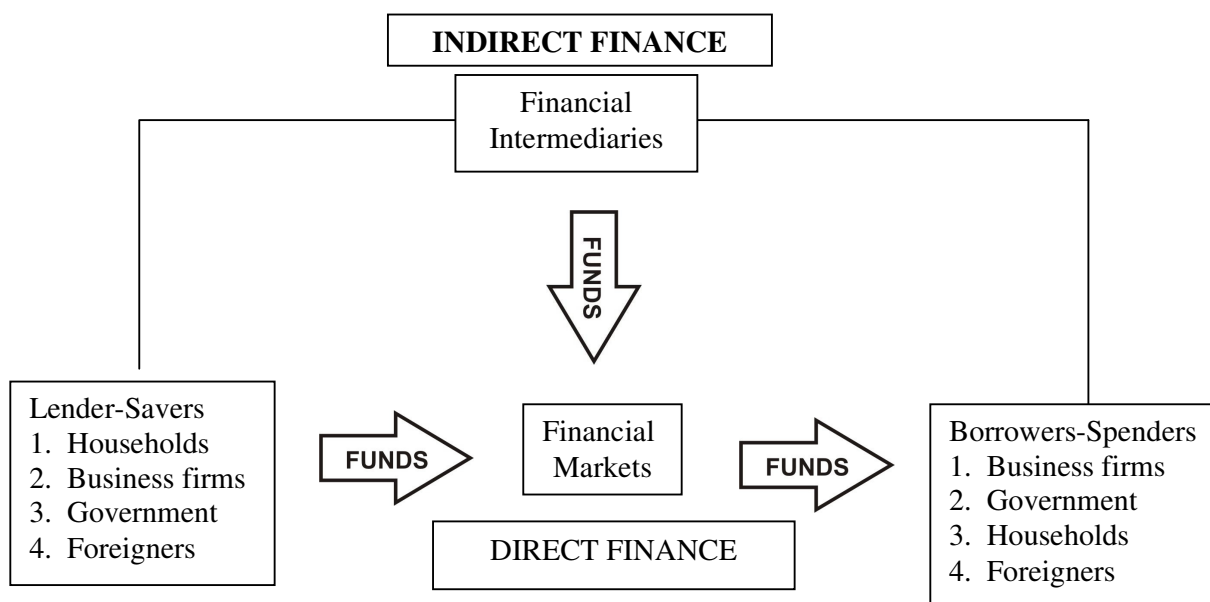 INDIRECT FINANCE
Financial
Intermediaries
FUNDS
Lender-Savers
1. Households
2. Business firms
3. Government
4. Foreigners
FUNDS
Financial
Markets
FUNDS
Borrowers-Spenders
1. Business firms
2. Government
3. Households
4. Foreigners
DIRECT FINANCE